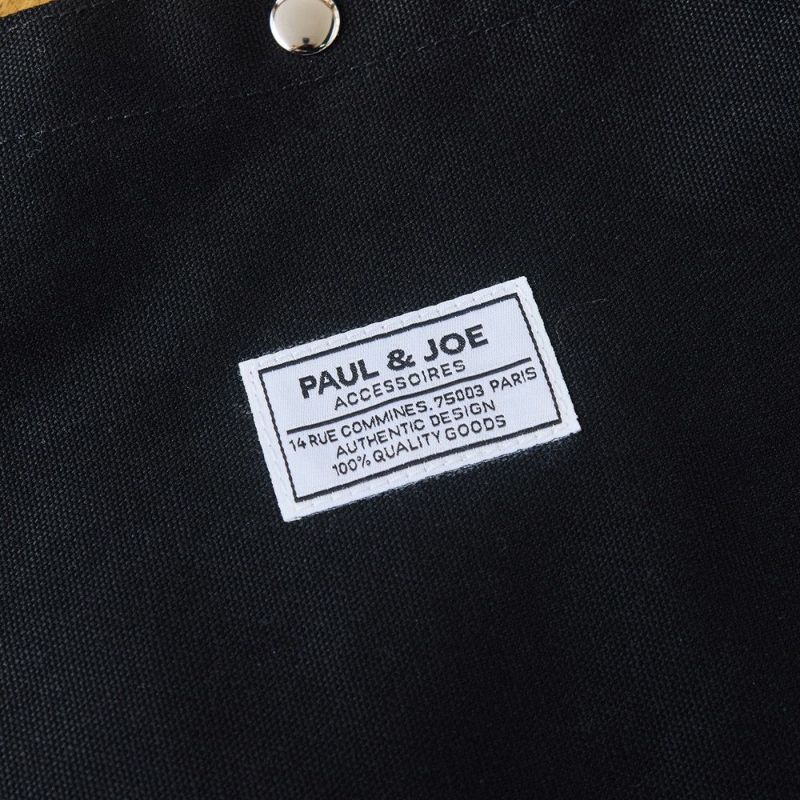 PAUL & JOE
ACCESSOIRES
14 RUE COMMINES. 75003 PARIS
AUTHENTIC DESIGN
100% QUALITY GOODS